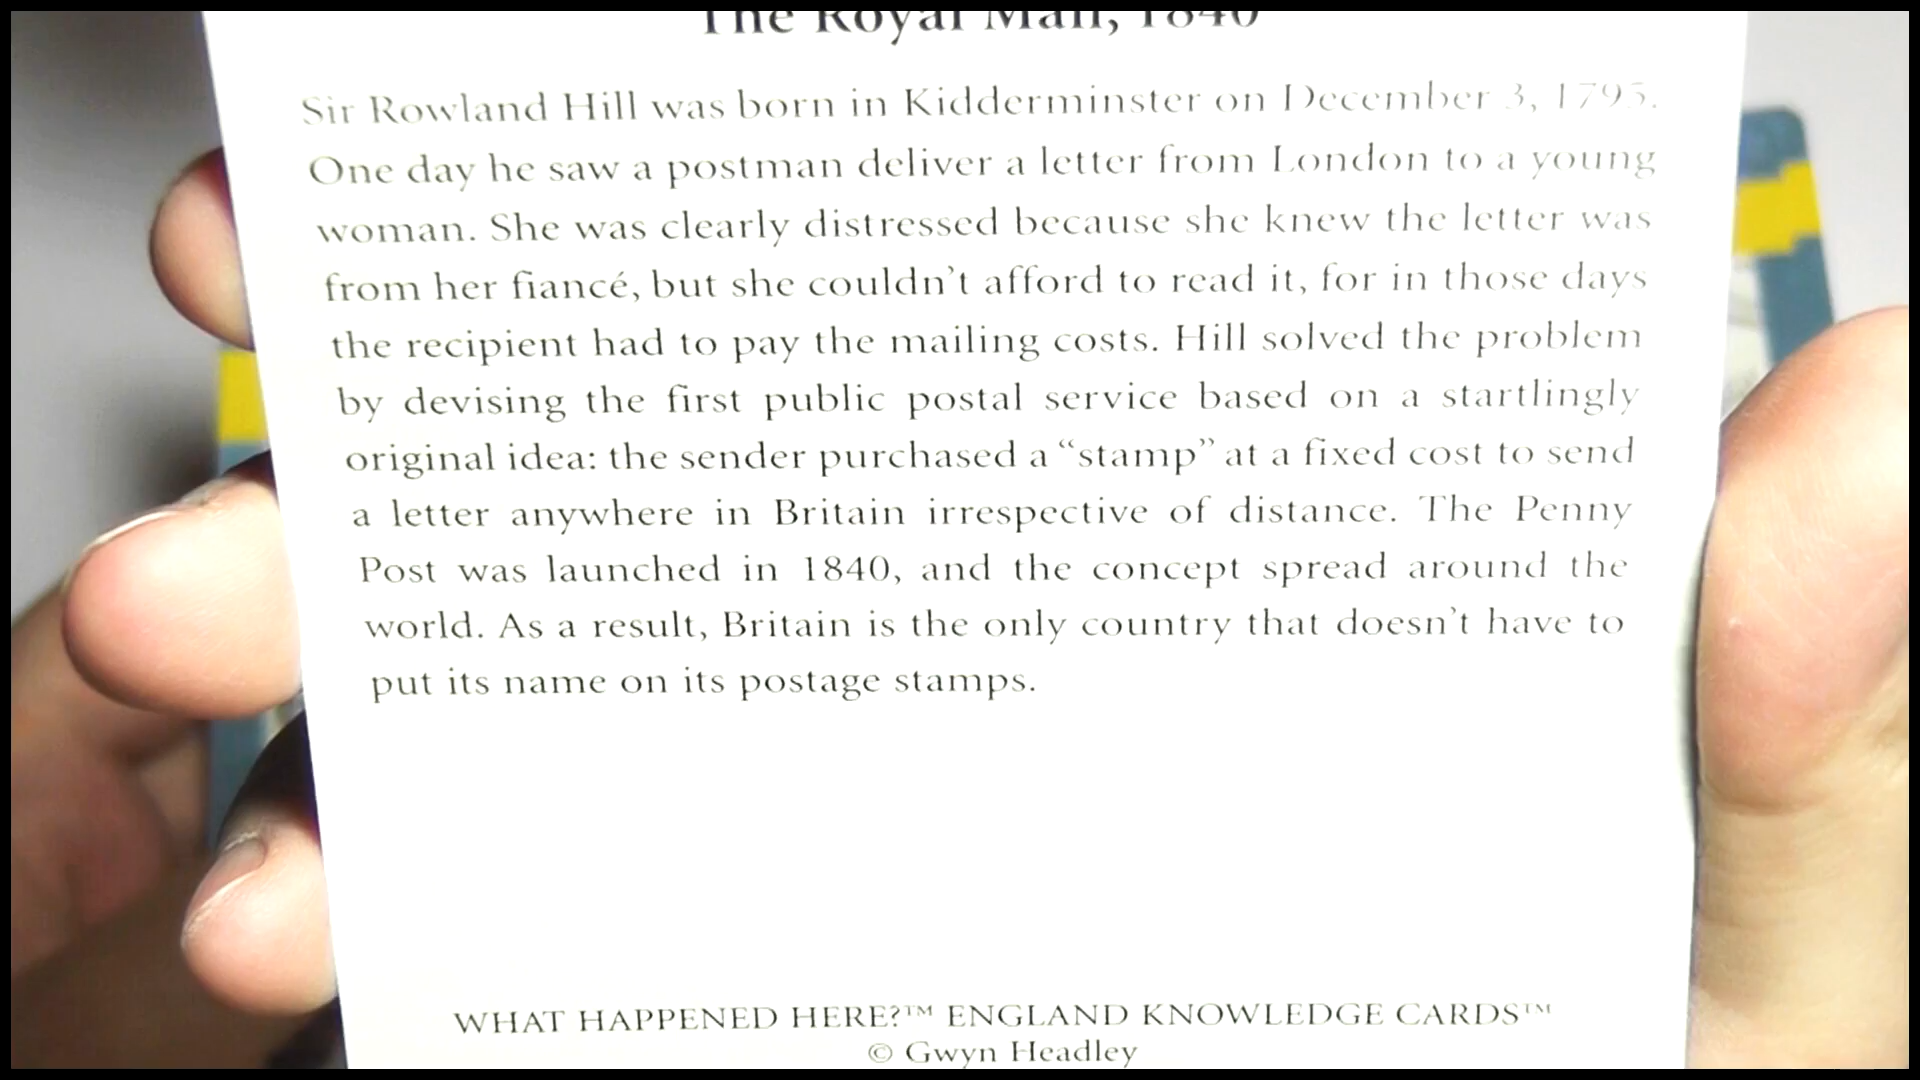 The Royal Mail, 1840
Sir Rowland Hill was born in Kidderminster on December 3, 1795.
One day he saw a postman deliver a letter from London to a young
woman. She was clearly distressed because she knew the letter was
from her fiancé, but she couldn't afford to read it, for in those days
the recipient had to pay the mailing costs. Hill solved the problem
by devising the first public postal service based on a startlingly
original idea: the sender purchased a “stamp” at a fixed cost to send
a letter anywhere in Britain irrespective of distance. The Penny
Post was launched in 1840, and the concept spread around the
world. As a result, Britain is the only country that doesn't have to
put its name on its postage stamps.
WHAT HAPPENED HERE?™ ENGLAND KNOWLEDGE CARDS™
© Gwyn Headley